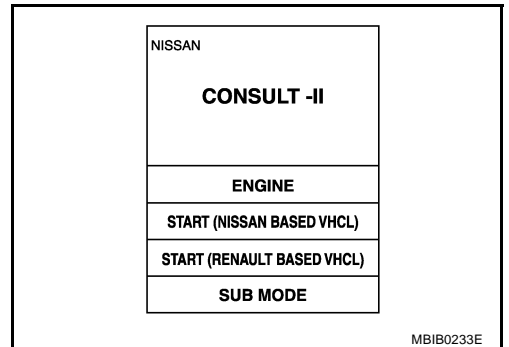 NISSAN
CONSULT -II
ENGINE
START (NISSAN BASED VHCL)
START (RENAULT BASED VHCL)
SUB MODE
MBIB0233E